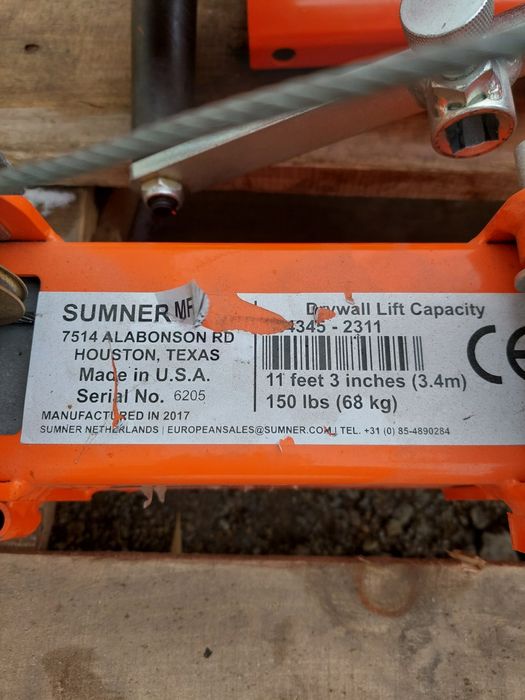 SUMNER MF
7514 ALABONSON RD
HOUSTON, TEXAS
Made in U.S.A.
Serial No. 6205
MANUFACTURED IN 2017
SUMNER NETHERLANDS | EUROPEANSALES@SUMNER.COM | TEL. +31 (0) 85-4890284
Drywall Lift Capacity
4345 - 2311
11 feet 3 inches (3.4m)
150 lbs (68 kg)
CE